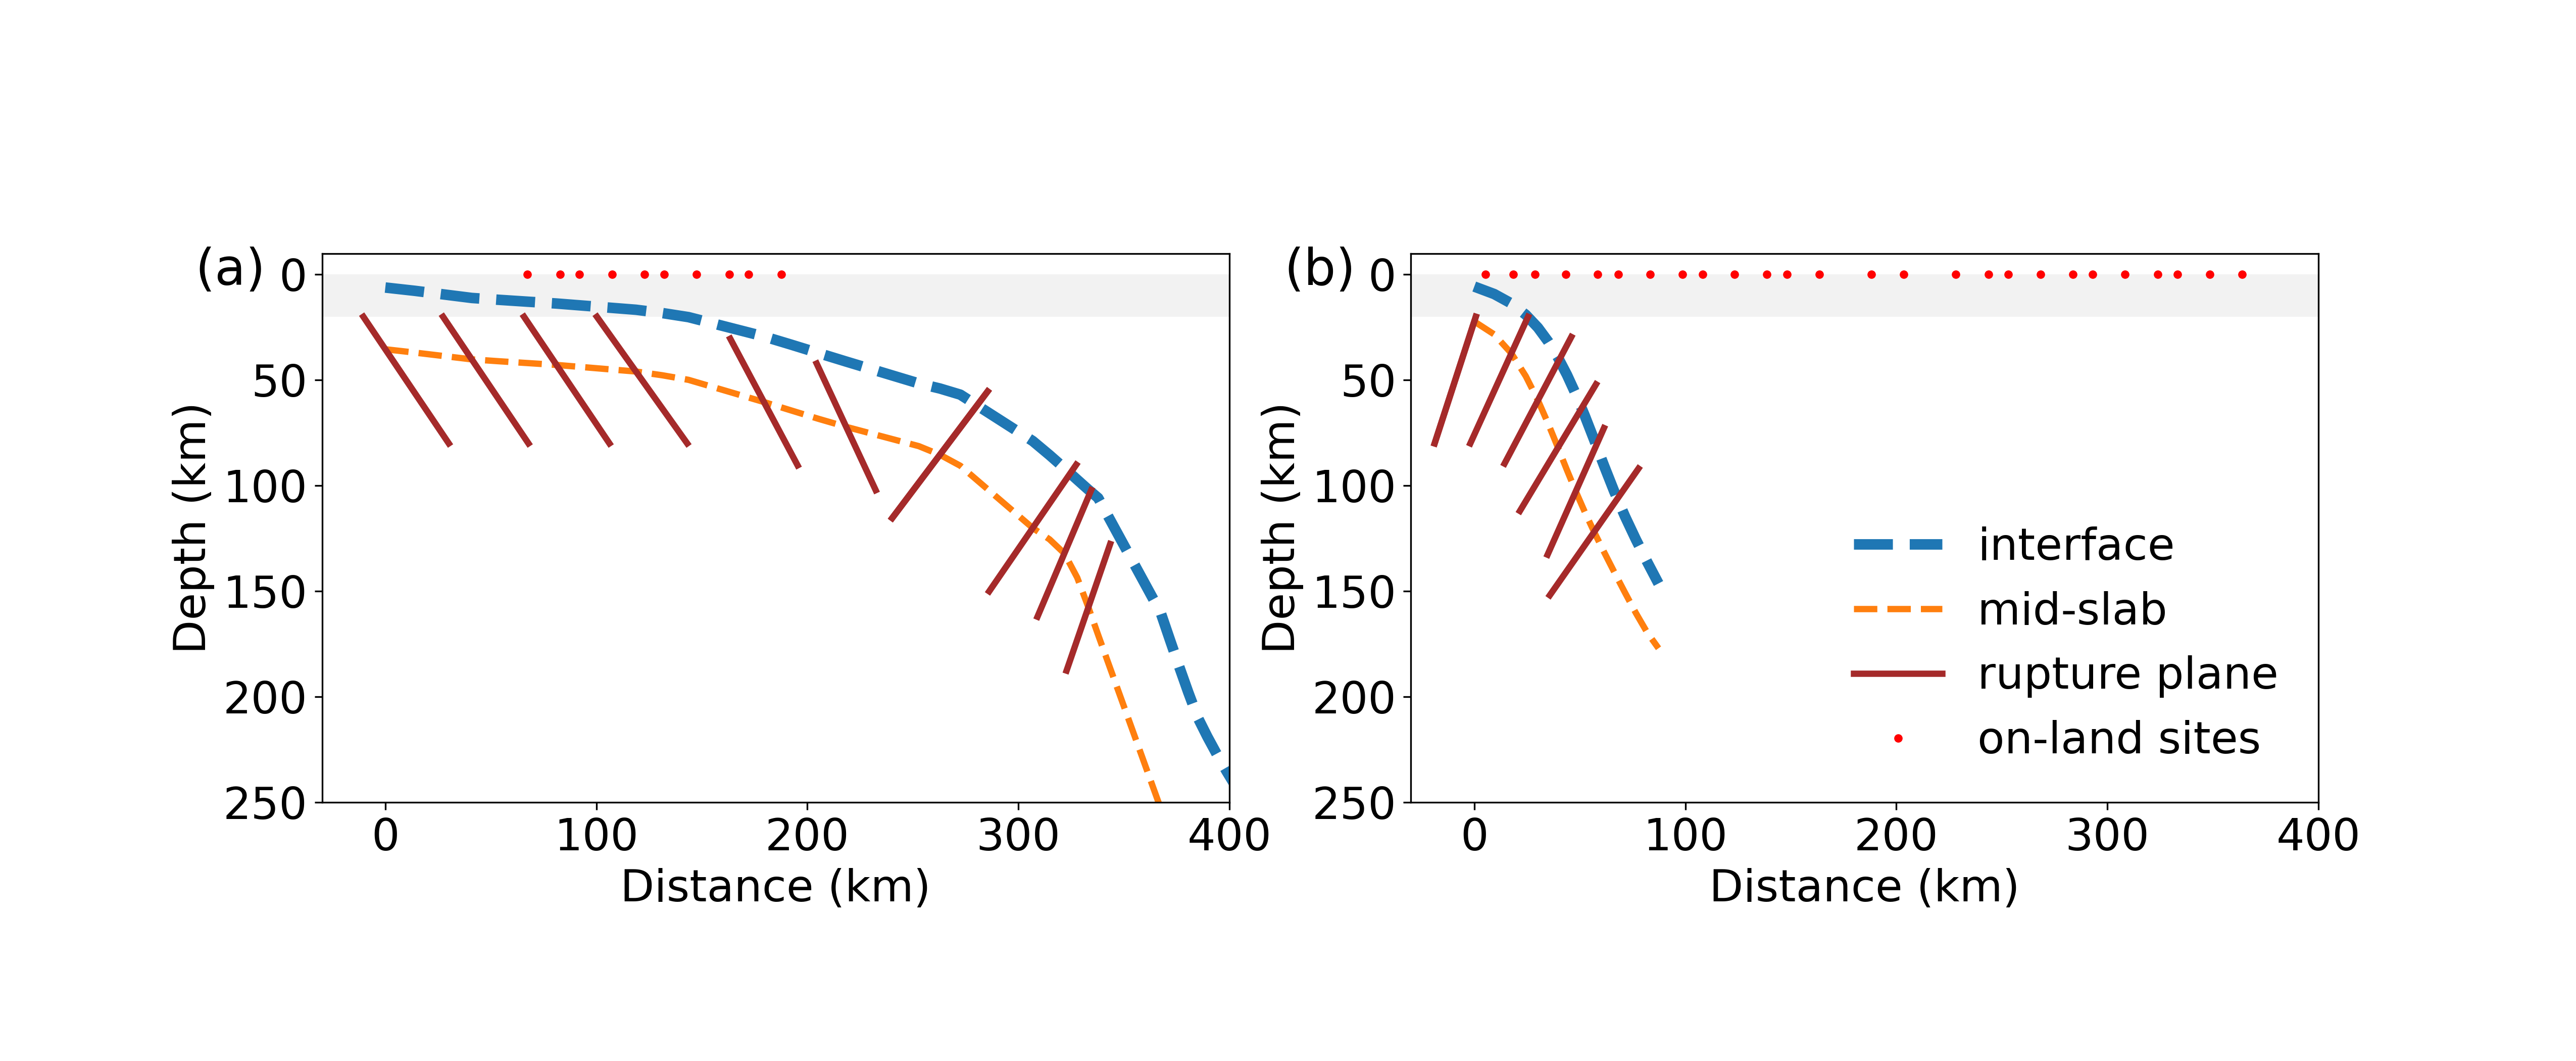 (a)
0
50
100
150
200
250
Depth (km)
0 100 200 300 400
Distance (km)
(b)
0
50
100
150
200
250
Depth (km)
0 100 200 300 400
Distance (km)
interface
mid-slab
rupture plane
on-land sites